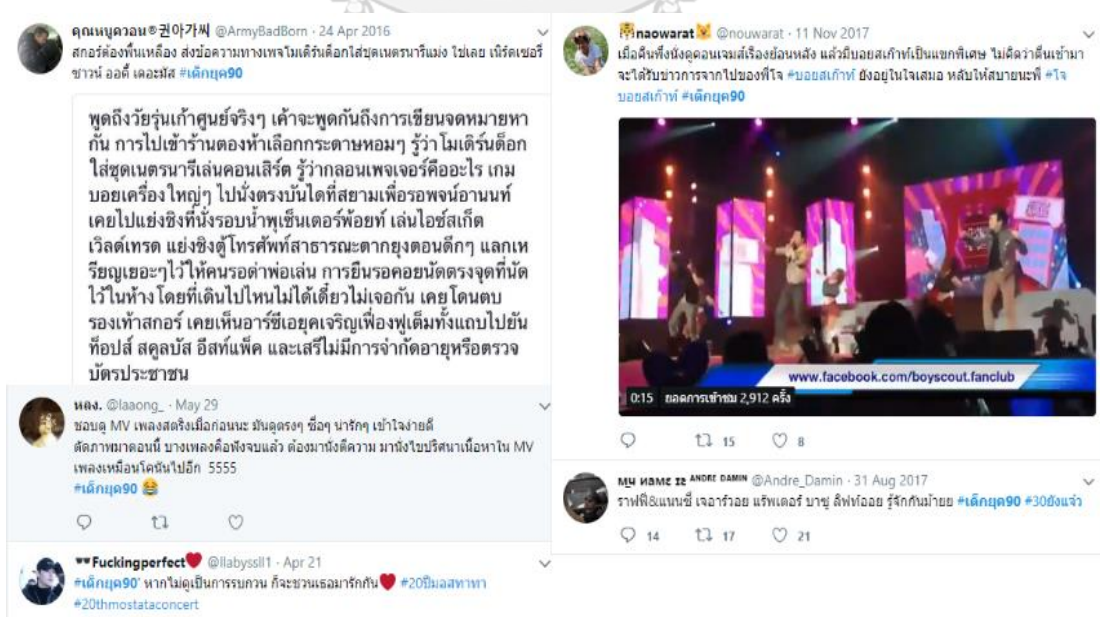 คุณหนูควอน®권아가씨 @ArmyBadBorn · 24 Apr 2016
สกอร์ต้องพื้นเหลือง ส่งข้อความทางเพจโมเดิร์นด็อกใส่ชุดเนตรนารีแม่ง ใช่เลย เนิร์ดเซอรี่
ซาวน์ ออดี้ เดอะมัส #เด็กยุค90
พูดถึงวัยรุ่นเก้าศูนย์จริงๆ เค้าจะพูดกันถึงการเขียนจดหมายหา
กัน การไปเข้าร้านตองห้าเลือกกระดาษหอมๆ รู้ว่าโมเดิร์นด็อก
ใส่ชุดเนตรนารีเล่นคอนเสิร์ต รู้ว่ากลอนเพจเจอร์คืออะไร เกม
บอยเครื่องใหญ่ๆ ไปนั่งตรงบันไดที่สยามเพื่อรอพจน์อานนท์
เคยไปแย่งชิงที่นั่งรอบน้ำพุเซ็นเตอร์พ้อยท์ เล่นไอซ์สเก็ต
เวิลด์เทรด แย่งชิงตู้โทรศัพท์สาธารณะตากยุงตอนดึกๆ แลกเห
รียญเยอะๆไว้ให้คนรอด่าพ่อเล่น การยืนรอคอยนัดตรงจุดที่นัด
ไว้ในห้างโดยที่เดินไปไหนไม่ได้เดี๋ยวไม่เจอกัน เคยโดนตบ
รองเท้าสกอร์ เคยเห็นอาร์ซีเอยุคเจริญเฟื่องฟูเต็มทั้งแถบไปยัน
ท็อปส์ สคูลบัส อีสท์แพ็ค และเสรีไม่มีการจำกัดอายุหรือตรวจ
บัตรประชาชน
หตง. @laaong_ · May 29
ชอบดู MV เพลงสตริงเมื่อก่อนนะ มันดูตรงๆ ซื่อๆ น่ารักๆ เข้าใจง่ายดี
ตัดภาพมาตอนนี้ บางเพลงคือฟังจบแล้ว ต้องมานั่งตีความ มานั่งไขปริศนาเนื้อหาใน MV
เพลงเหมือนโคนันไปอีก 5555
#เด็กยุค90 😂
🕶Fuckingperfect❤ @llabyssll1 · Apr 21
#เด็กยุค90' หากไม่ดูเป็นการรบกวน ก็จะชวนเธอมารักกัน❤ #20ปีมอสทาทา
#20thmostataconcert
naowarat @nouwarat · 11 Nov 2017
เมื่อคืนพึ่งนั่งดูคอนเจมส์เรืองย้อนหลัง แล้วมีบอยสเก๊าท์เป็นแขกพิเศษ ไม่คิดว่าตื่นเช้ามา
จะได้รับข่าวการจากไปของพี่โจ #บอยสเก๊าท์ ยังอยู่ในใจเสมอ หลับให้สบายนะพี่ #โจ
บอยสเก๊าท์ #เด็กยุค90
www.facebook.com/boyscout.fanclub
0:15 ยอดการเข้าชม 2,912 ครั้ง
15 8
My Name Iz ANDRE DAMIN @Andre_Damin · 31 Aug 2017
ราฟฟี่&แนนซี่ เจอาร์วอย แร็พเตอร์ บาซู ลิฟท์ออย รู้จักกันม้ายย #เด็กยุค90 #30ยังแจ๋ว
14 17 21